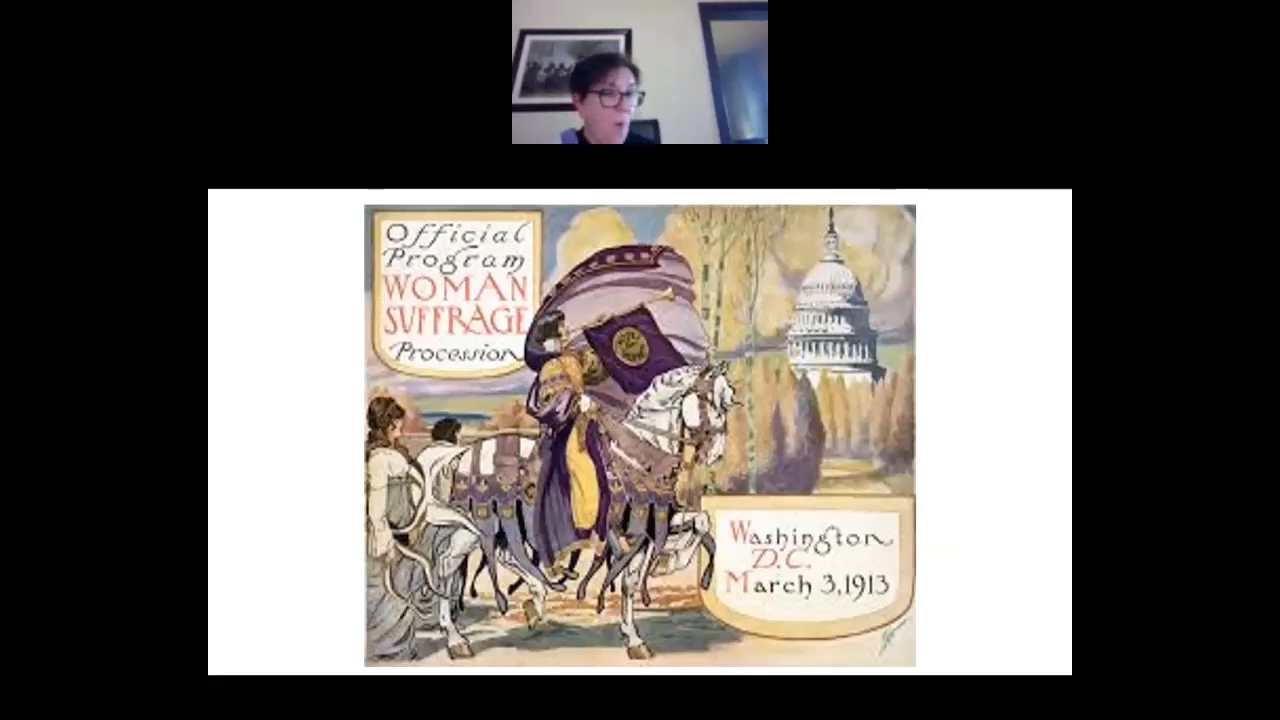 Official
Program
WOMAN
SUFFRAGE
Procession
Washington
D.C.
March 3, 1913